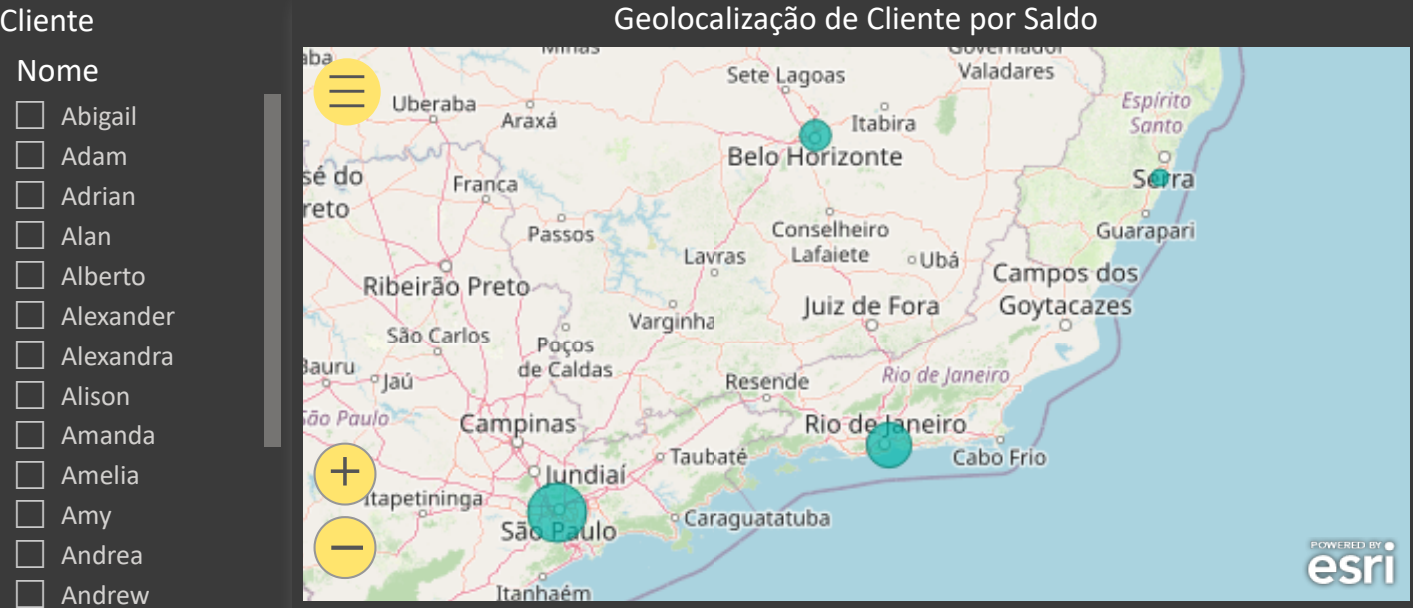 Cliente
Geolocalização de Cliente por Saldo
Nome
Abigail
Adam
Adrian
Alan
Alberto
Alexander
Alexandra
Alison
Amanda
Amelia
Amy
Andrea
Andrew
Sete Lagoas
Valadares
Uberaba
Araxá
Itabira
Espírito
Santo
Belo Horizonte
sé do
reto
Franca
Serra
Passos
Conselheiro
Lafaiete
Guarapari
Lavras
Ubá
Ribeirão Preto
Campos dos
Goytacazes
Juiz de Fora
Varginha
São Carlos
Poços
de Caldas
Bauru
Jaú
Resende
Rio de Janeiro
São Paulo
Campinas
Rio de Janeiro
Taubaté
Cabo Frio
Jundiaí
Itapetininga
São Paulo
Caraguatatuba
Itanhaém
POWERED BY
esri